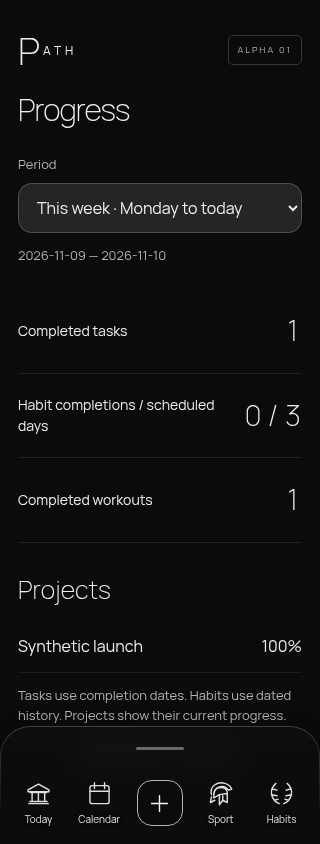 PATH
ALPHA 01
Progress
Period
This week · Monday to today
2026-11-09 — 2026-11-10
Completed tasks
1
Habit completions / scheduled
days
0 / 3
Completed workouts
1
Projects
Synthetic launch
100%
Tasks use completion dates. Habits use dated
history. Projects show their current progress.
Today
Calendar
Sport
Habits